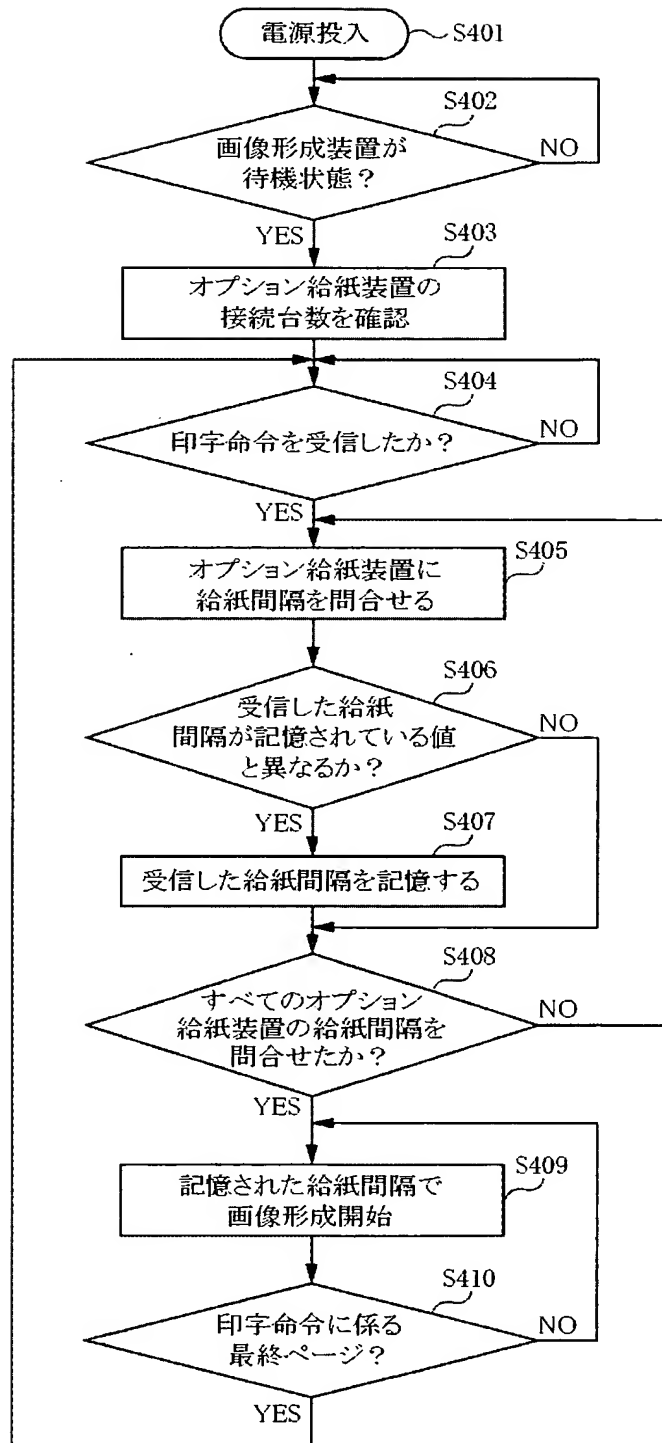 電源投入
S401
S402
画像形成装置が
待機状態？
NO
YES
S403
オプション給紙装置の
接続台数を確認
S404
印字命令を受信したか？
NO
YES
S405
オプション給紙装置に
給紙間隔を問合せる
S406
受信した給紙
間隔が記憶されている値
と異なるか？
NO
YES
S407
受信した給紙間隔を記憶する
S408
すべてのオプション
給紙装置の給紙間隔を
問合せたか？
NO
YES
S409
記憶された給紙間隔で
画像形成開始
S410
印字命令に係る
最終ページ？
NO
YES